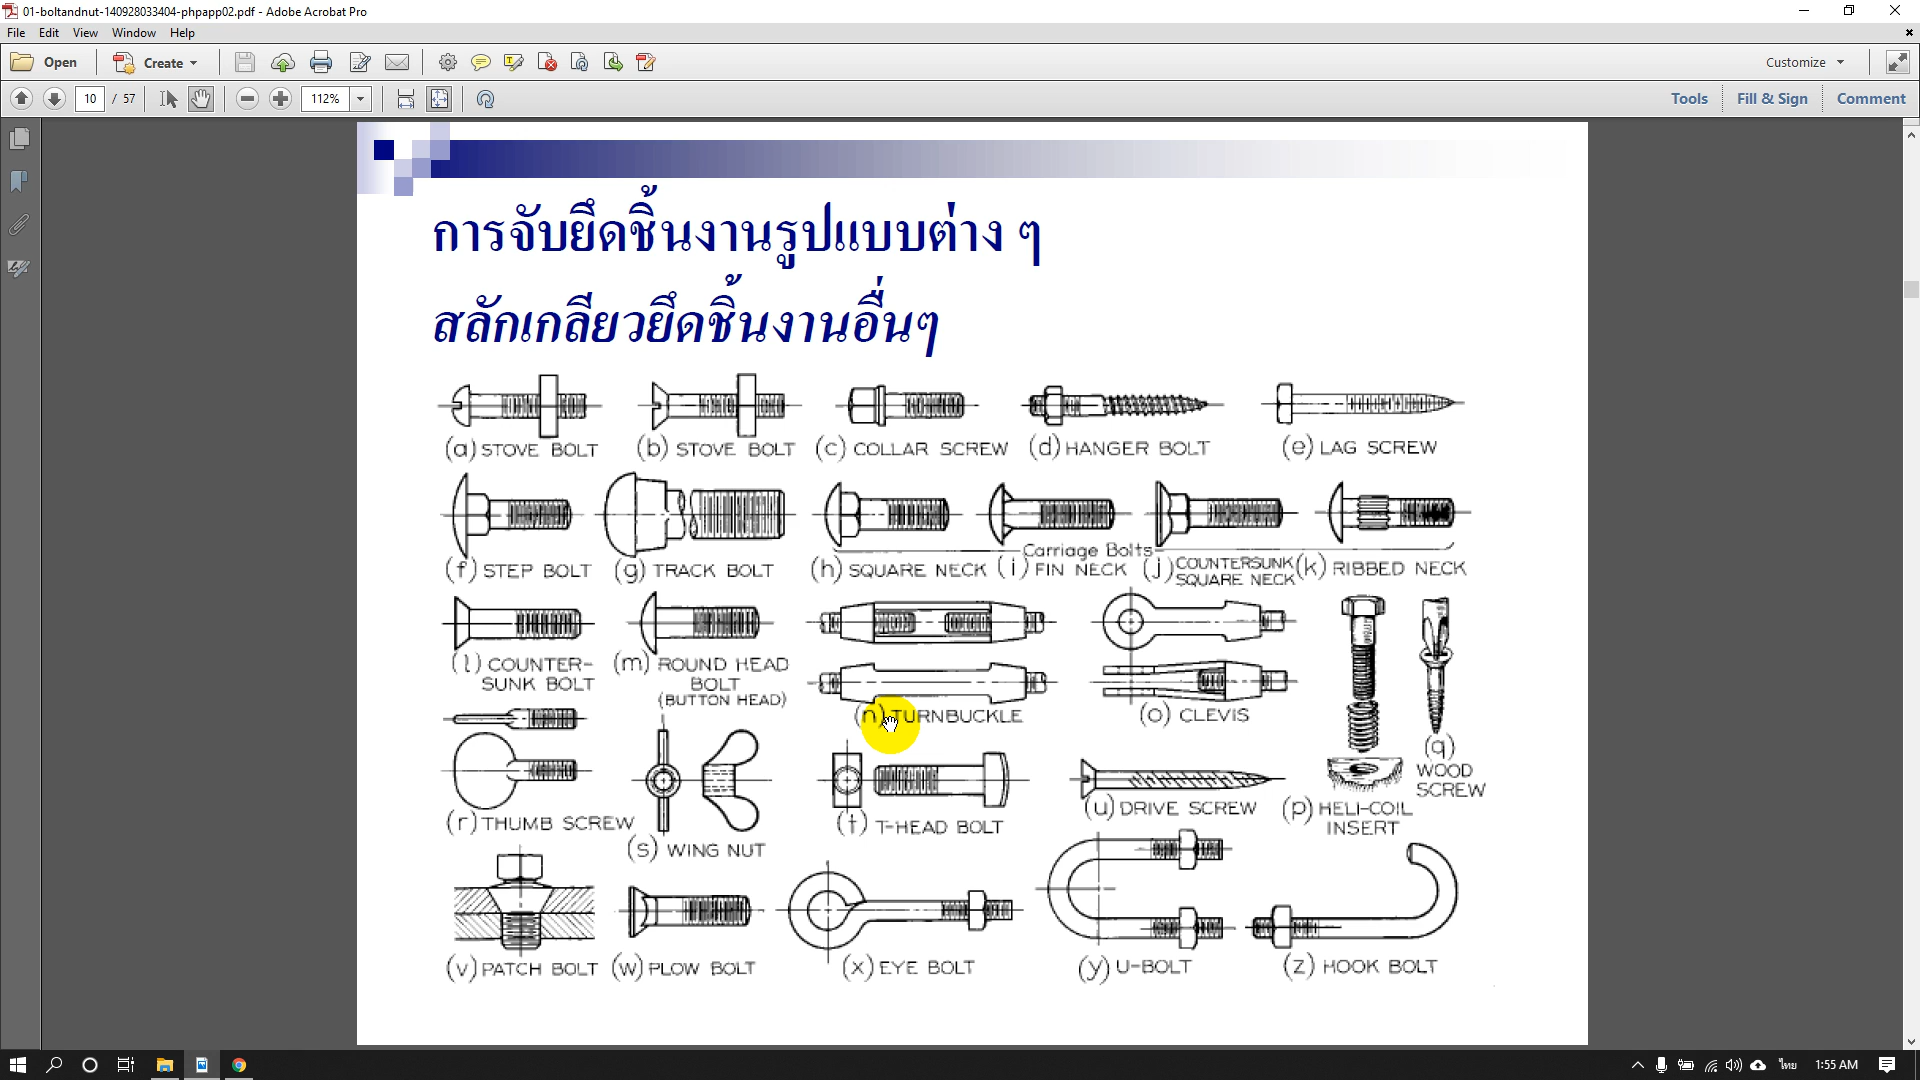 01-boltandnut-140928033404-phpapp02.pdf - Adobe Acrobat Pro
File Edit View Window Help
Open Create Customize
10 / 57 112% Tools Fill & Sign Comment
การจับยึดชิ้นงานรูปแบบต่าง ๆ
สลักเกลียวยึดชิ้นงานอื่นๆ
(a) STOVE BOLT (b) STOVE BOLT (c) COLLAR SCREW (d) HANGER BOLT (e) LAG SCREW
Carriage Bolts
(f) STEP BOLT (g) TRACK BOLT (h) SQUARE NECK (i) FIN NECK (j) COUNTERSUNK SQUARE NECK (k) RIBBED NECK
(l) COUNTER-
SUNK BOLT
(m) ROUND HEAD
BOLT
(BUTTON HEAD)
(n) TURNBUCKLE
(o) CLEVIS
(p) HELI-COIL
INSERT
(q)
WOOD
SCREW
(r) THUMB SCREW
(s) WING NUT
(t) T-HEAD BOLT
(u) DRIVE SCREW
(v) PATCH BOLT (w) PLOW BOLT (x) EYE BOLT (y) U-BOLT (z) HOOK BOLT
ไทย 1:55 AM